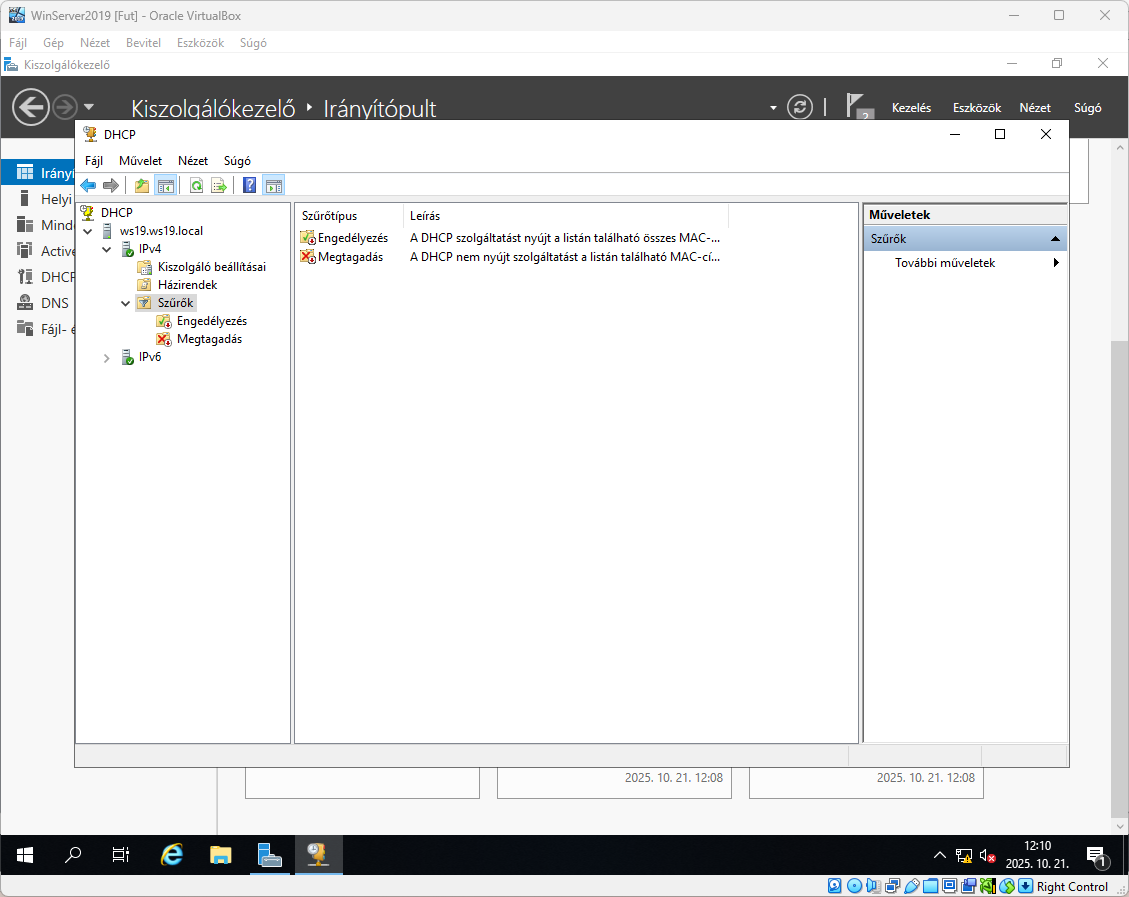 WinServer2019 [Fut] - Oracle VirtualBox
Fájl Gép Nézet Bevitel Eszközök Súgó
Kiszolgálókezelő
Kiszolgálókezelő Irányítópult
Kezelés Eszközök Nézet Súgó
DHCP
Fájl Művelet Nézet Súgó
DHCP
ws19.ws19.local
IPv4
Kiszolgáló beállításai
Házirendek
Szűrők
Engedélyezés
Megtagadás
IPv6
Szűrőtípus Leírás
Engedélyezés A DHCP szolgáltatást nyújt a listán található összes MAC-...
Megtagadás A DHCP nem nyújt szolgáltatást a listán található MAC-cí...
Műveletek
Szűrők
További műveletek
Helyi
DHCP
DNS
Fájl-
2025. 10. 21. 12:08
2025. 10. 21. 12:08
12:10
2025. 10. 21.
1
Right Control